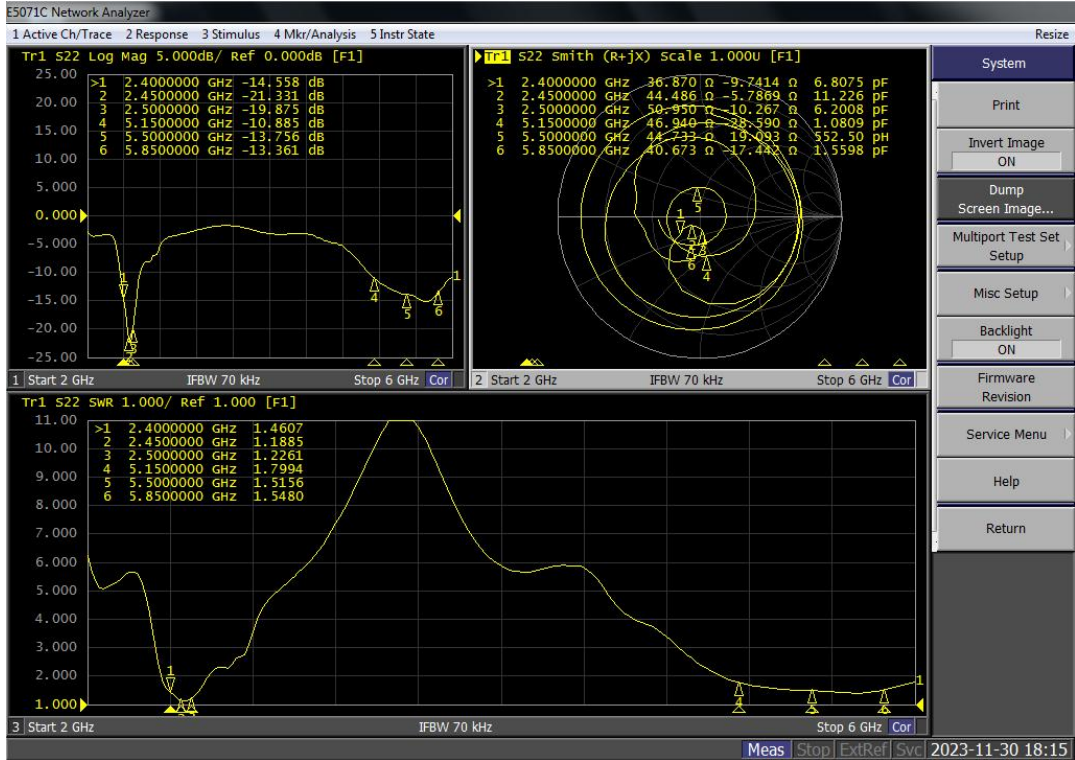 E5071C Network Analyzer
1 Active Ch/Trace 2 Response 3 Stimulus 4 Mkr/Analysis 5 Instr State Resize
Tr1 S22 Log Mag 5.000dB/ Ref 0.000dB [F1]
25.00
20.00
15.00
10.00
5.000
0.000
-5.000
-10.00
-15.00
-20.00
-25.00
>1 2.4000000 GHz -14.558 dB
2 2.4500000 GHz -21.331 dB
3 2.5000000 GHz -19.875 dB
4 5.1500000 GHz -10.885 dB
5 5.5000000 GHz -13.756 dB
6 5.8500000 GHz -13.361 dB
1
4
5
6
1
1 Start 2 GHz IFBW 70 kHz Stop 6 GHz Cor
Tr1 S22 Smith (R+jX) Scale 1.000U [F1]
>1 2.4000000 GHz 36.870 Ω -9.7414 Ω 6.8075 pF
2 2.4500000 GHz 44.486 Ω -5.7869 Ω 11.226 pF
3 2.5000000 GHz 50.950 Ω -10.267 Ω 6.2008 pF
4 5.1500000 GHz 46.940 Ω -28.590 Ω 1.0809 pF
5 5.5000000 GHz 44.733 Ω 19.093 Ω 552.50 pH
6 5.8500000 GHz 40.673 Ω -17.442 Ω 1.5598 pF
5
1
6
4
2 Start 2 GHz IFBW 70 kHz Stop 6 GHz Cor
Tr1 S22 SWR 1.000/ Ref 1.000 [F1]
11.00
10.00
9.000
8.000
7.000
6.000
5.000
4.000
3.000
2.000
1.000
>1 2.4000000 GHz 1.4607
2 2.4500000 GHz 1.1885
3 2.5000000 GHz 1.2261
4 5.1500000 GHz 1.7994
5 5.5000000 GHz 1.5156
6 5.8500000 GHz 1.5480
1
1
3 Start 2 GHz IFBW 70 kHz Stop 6 GHz Cor
System
Print
Invert Image
ON
Dump
Screen Image...
Multiport Test Set
Setup
Misc Setup
Backlight
ON
Firmware
Revision
Service Menu
Help
Return
Meas Stop ExtRef Svc 2023-11-30 18:15